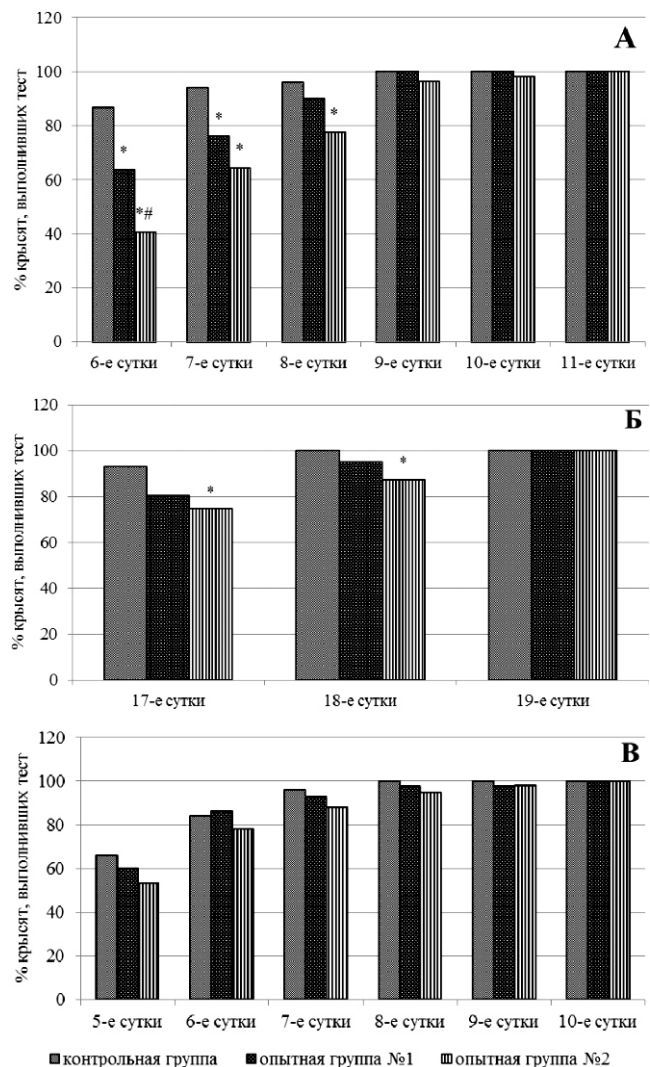 А
% крысят, выполнивших тест
120
100
80
60
40
20
0
*
*#
*
*
*
6-е сутки 7-е сутки 8-е сутки 9-е сутки 10-е сутки 11-е сутки
Б
% крысят, выполнивших тест
120
100
80
60
40
20
0
*
*
17-е сутки 18-е сутки 19-е сутки
В
% крысят, выполнивших тест
120
100
80
60
40
20
0
5-е сутки 6-е сутки 7-е сутки 8-е сутки 9-е сутки 10-е сутки
контрольная группа опытная группа №1 опытная группа №2